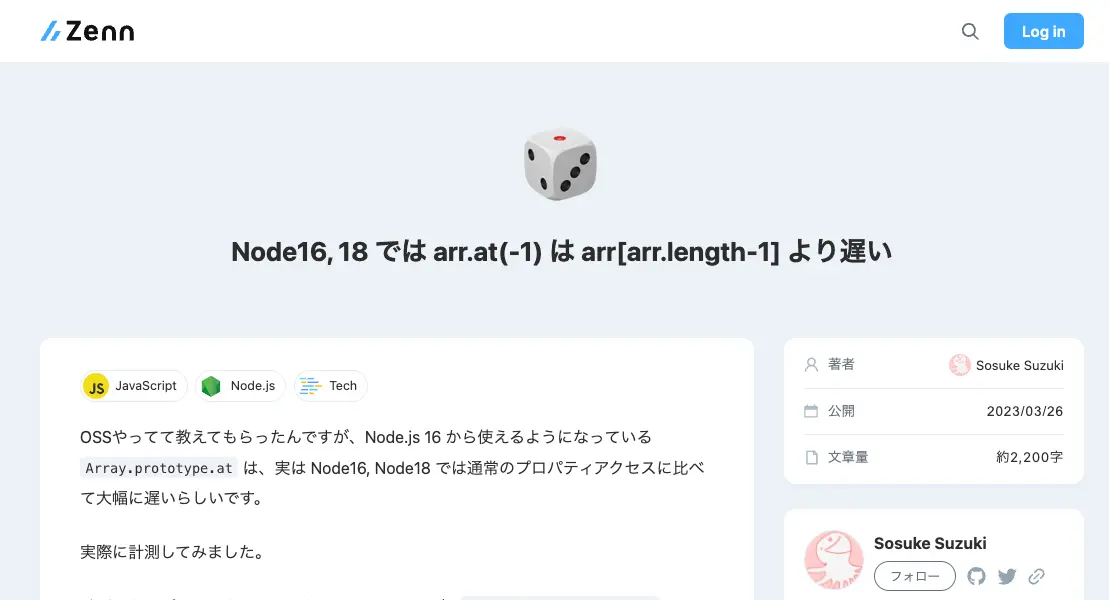 Zenn
Log in
Node16, 18 では arr.at(-1) は arr[arr.length-1] より遅い
JavaScript
Node.js
Tech
OSSやってて教えてもらったんですが、Node.js 16 から使えるようになっている
Array.prototype.at は、実は Node16, Node18 では通常のプロパティアクセスに比べ
て大幅に遅いらしいです。
実際に計測してみました。
著者
Sosuke Suzuki
公開
2023/03/26
文章量
約2,200字
Sosuke Suzuki
フォロー